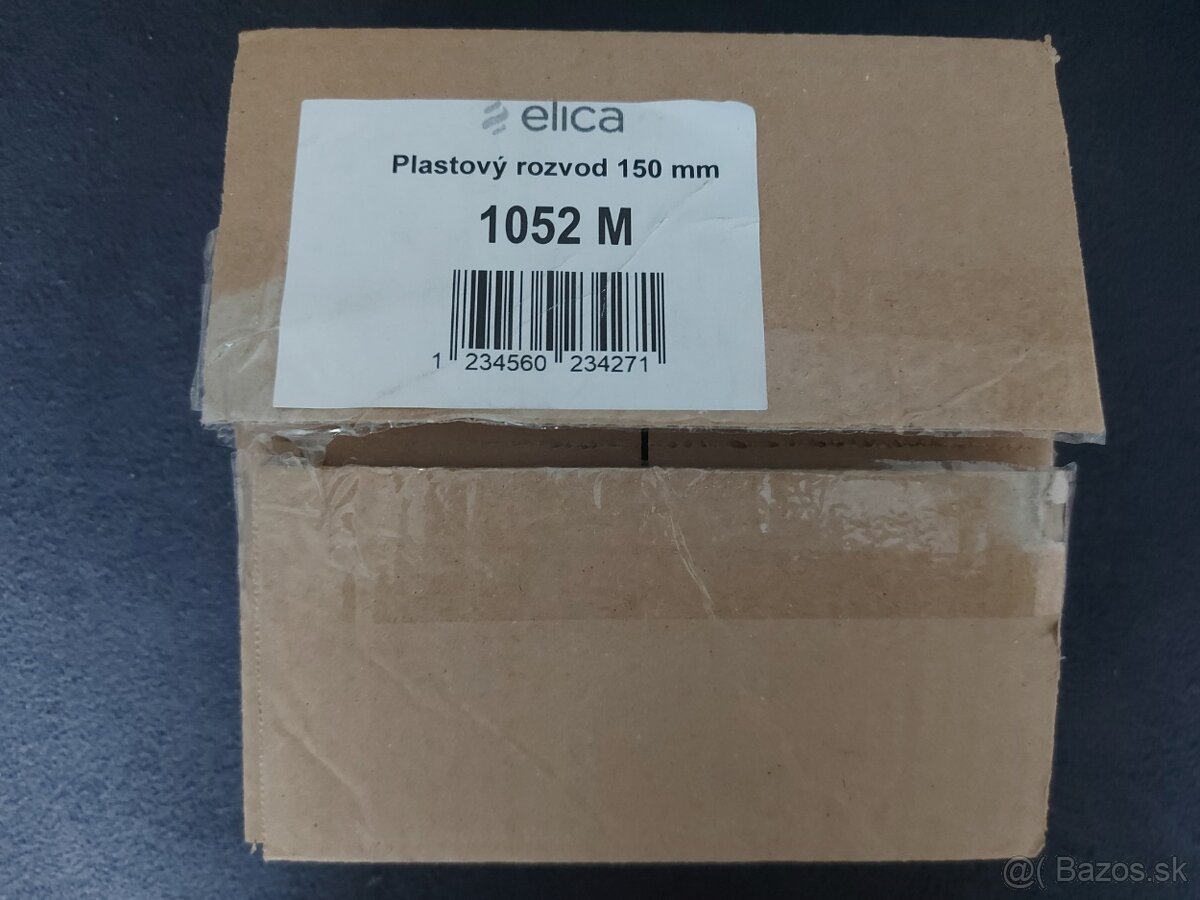 elica
Plastový rozvod 150 mm
1052 M
1 234560 234271
@( Bazos.sk